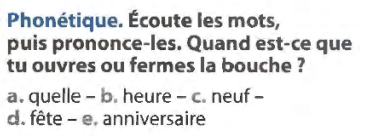 Phonétique. Écoute les mots,
puis prononce-les. Quand est-ce que
tu ouvres ou fermes la bouche ?
a. quelle – b. heure – c. neuf –
d. fête – e. anniversaire